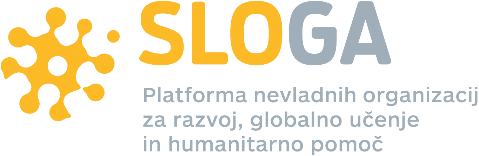 SLOGA
Platforma nevladnih organizacij
za razvoj, globalno učenje
in humanitarno pomoč